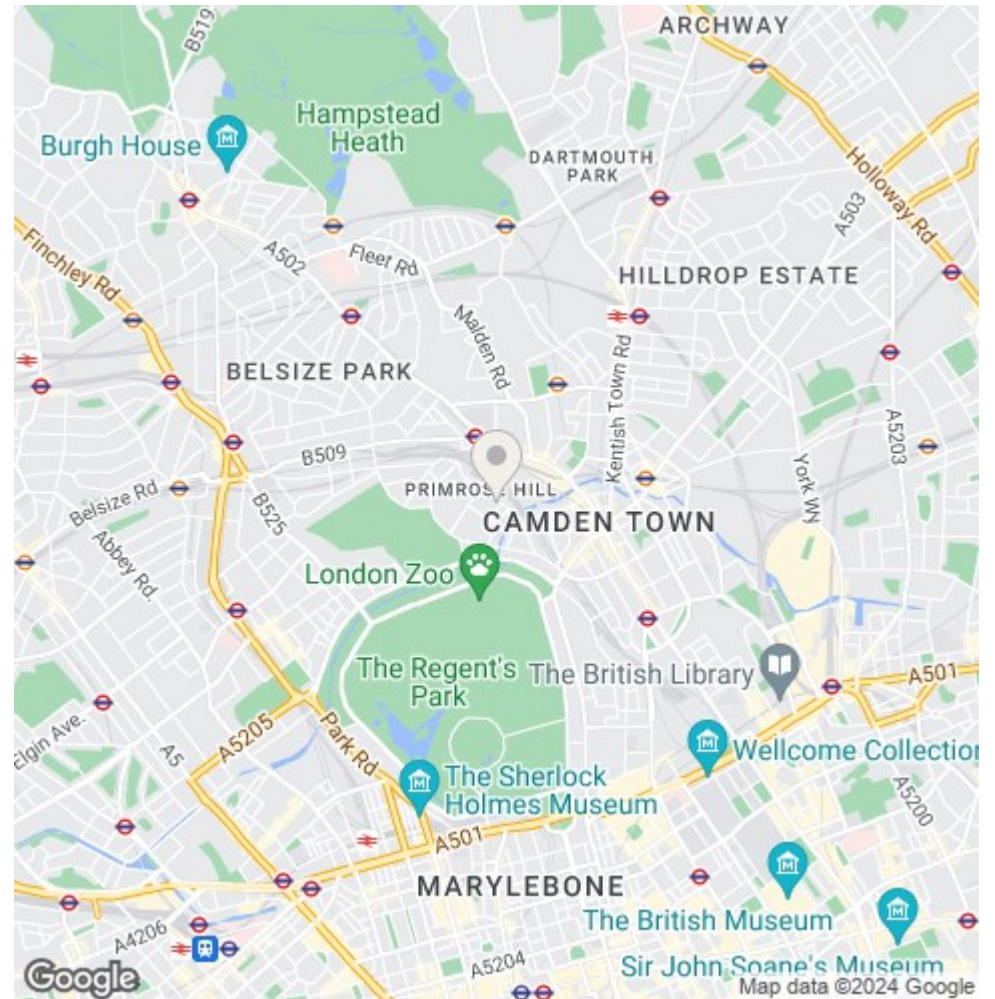 ARCHWAY
B519
Hampstead
Heath
Burgh House
DARTMOUTH
PARK
Holloway Rd
A503
A502
Fleet Rd
Finchley Rd
HILLDROP ESTATE
Malden Rd
Kentish Town Rd
BELSIZE PARK
A5203
B509
York Wy
PRIMROSE HILL
Belsize Rd
B525
CAMDEN TOWN
Abbey Rd.
London Zoo
The Regent's
Park
The British Library
A501
Elgin Ave.
A5
A5205
Park Rd
Wellcome Collection
The Sherlock
Holmes Museum
A5200
A501
MARYLEBONE
The British Museum
A4206
A5204
Sir John Soane's Museum
Google
Map data ©2024 Google